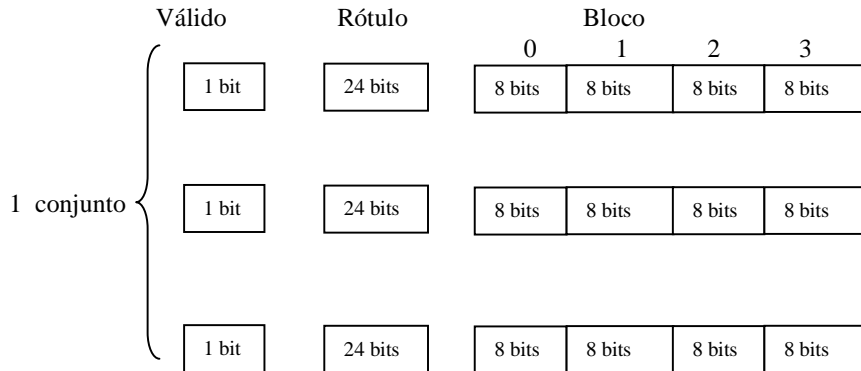 Válido Rótulo Bloco
0 1 2 3
1 bit 24 bits 8 bits 8 bits 8 bits 8 bits
1 conjunto 1 bit 24 bits 8 bits 8 bits 8 bits 8 bits
1 bit 24 bits 8 bits 8 bits 8 bits 8 bits